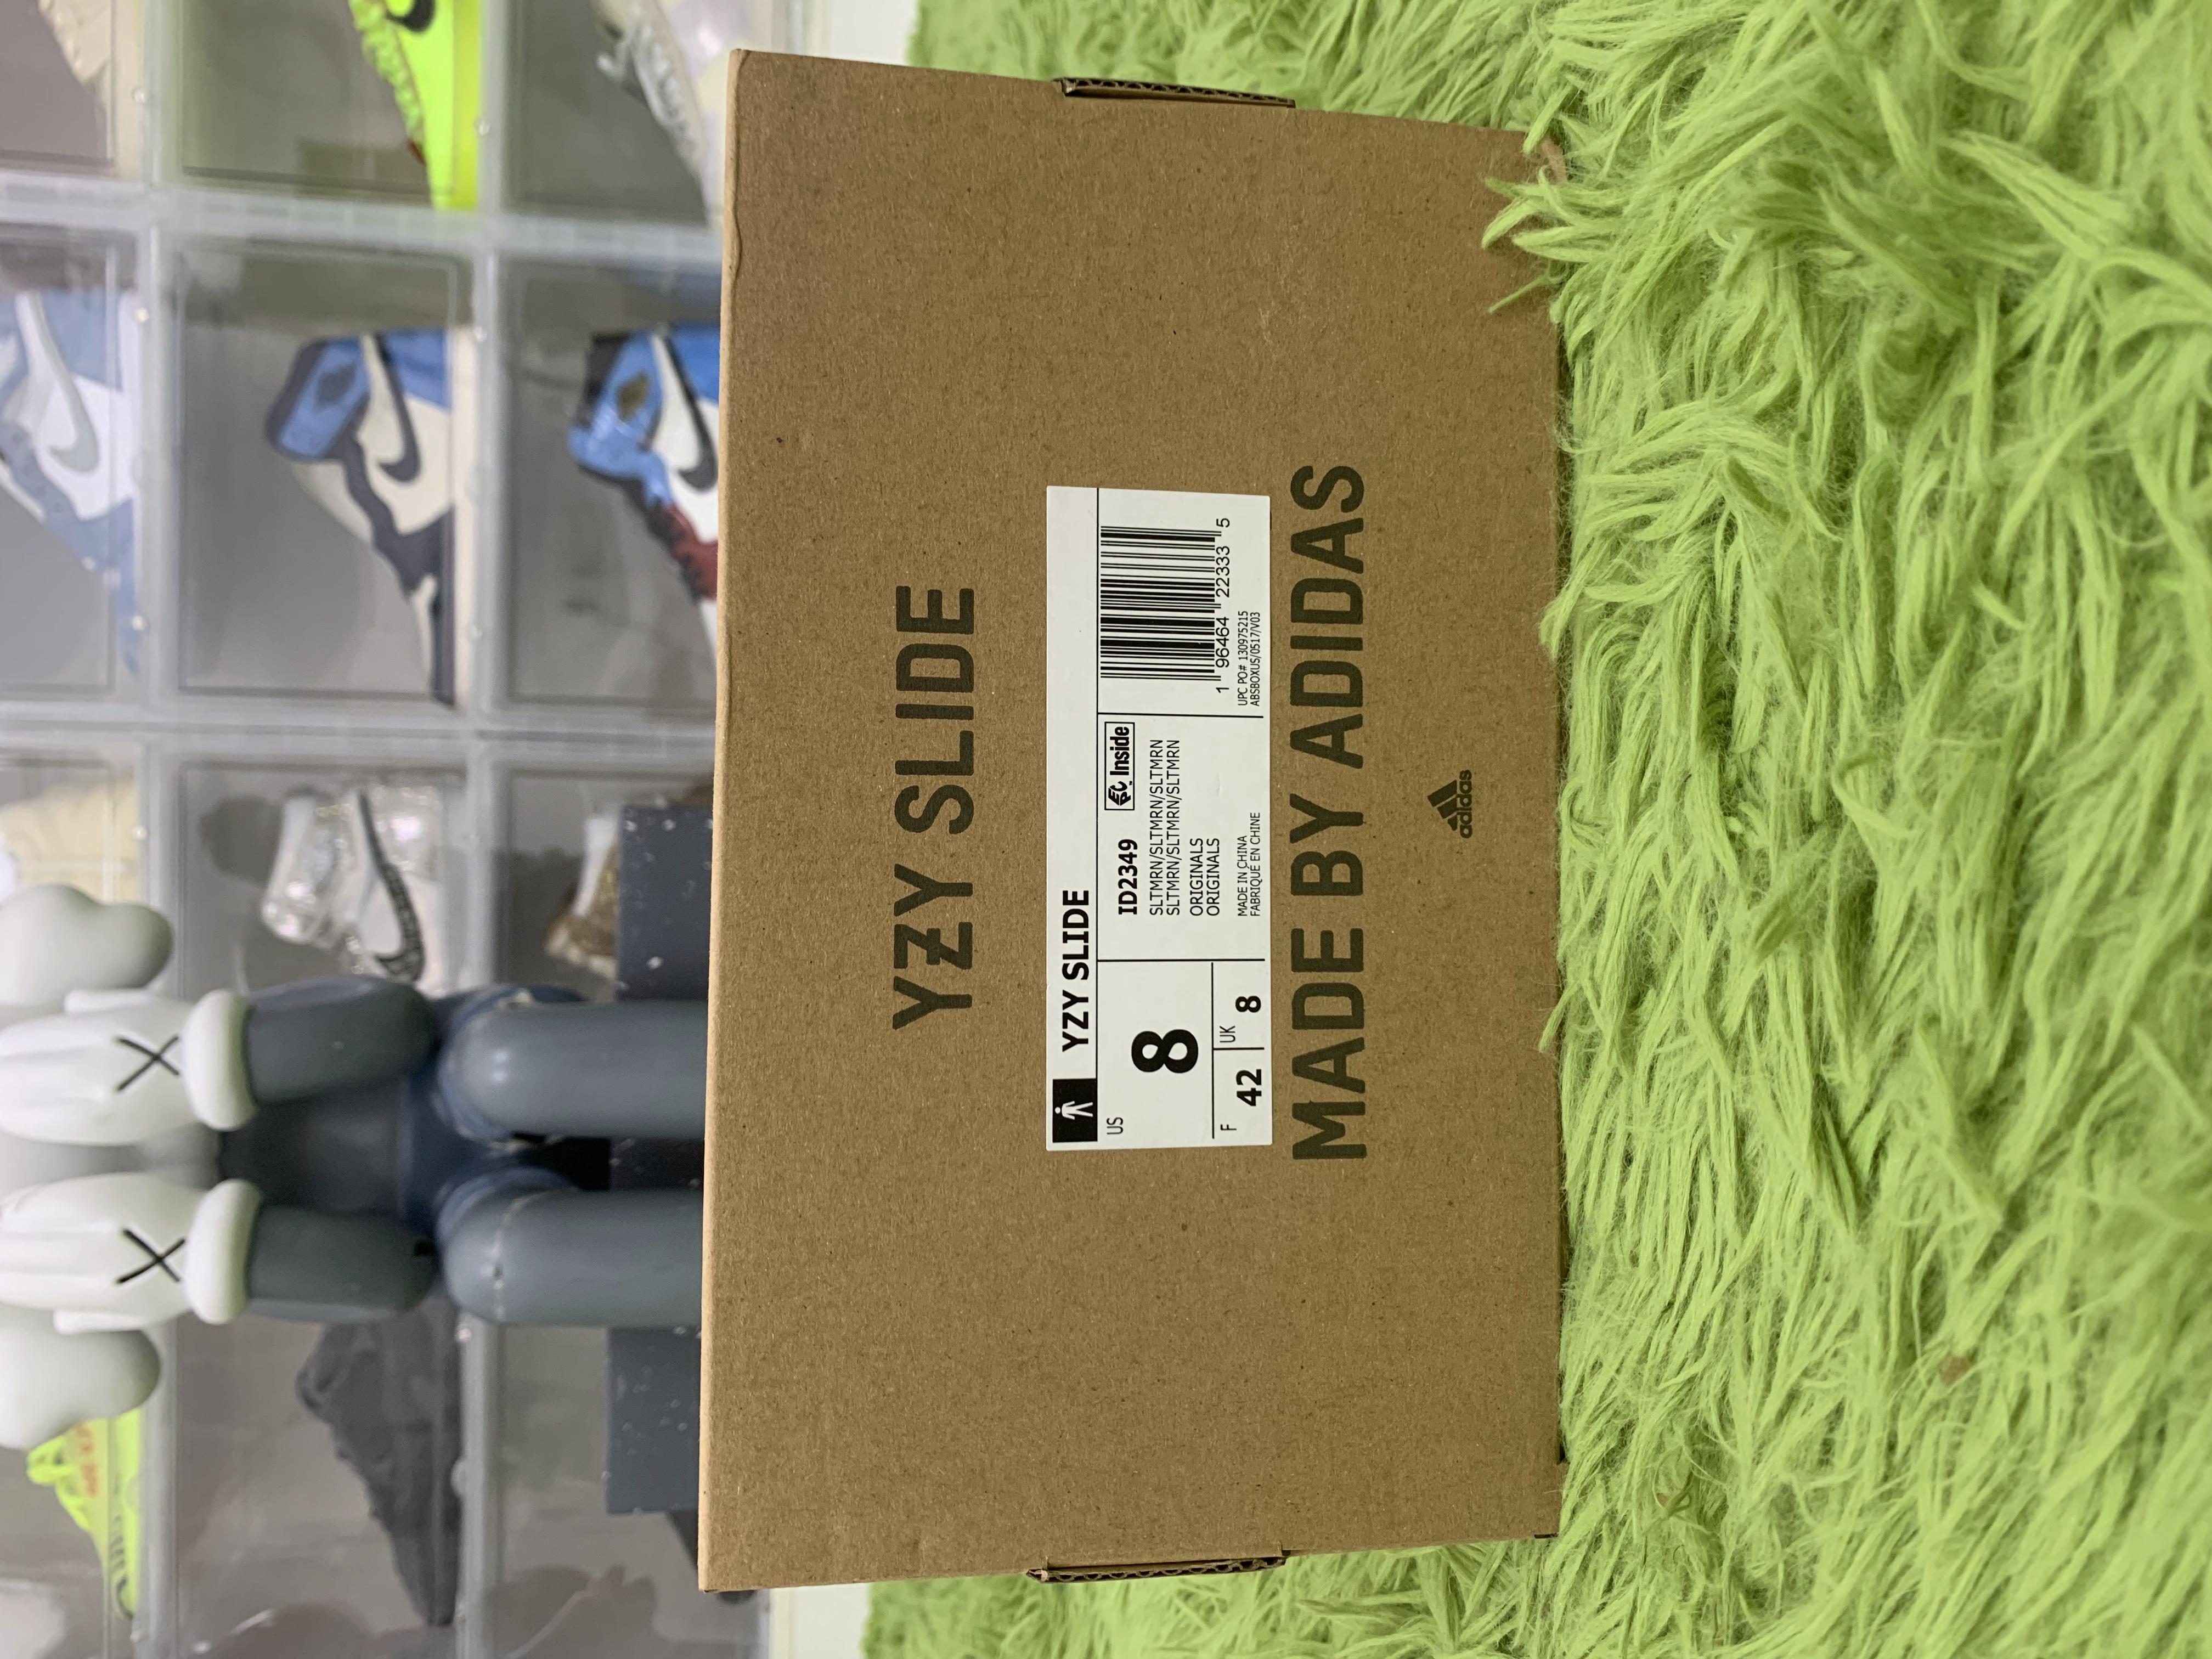 YZY SLIDE
YZY SLIDE
US
8
F
42
UK
8
ID2349
EVC Inside
SLTMRN/SLTMRN/SLTMRN
SLTMRN/SLTMRN/SLTMRN
ORIGINALS
ORIGINALS
MADE IN CHINA
FABRIQUÉ EN CHINE
1 96464 22333 5
UPC PO# 130975215
ABSBOXUS/0517/V03
MADE BY ADIDAS
adidas